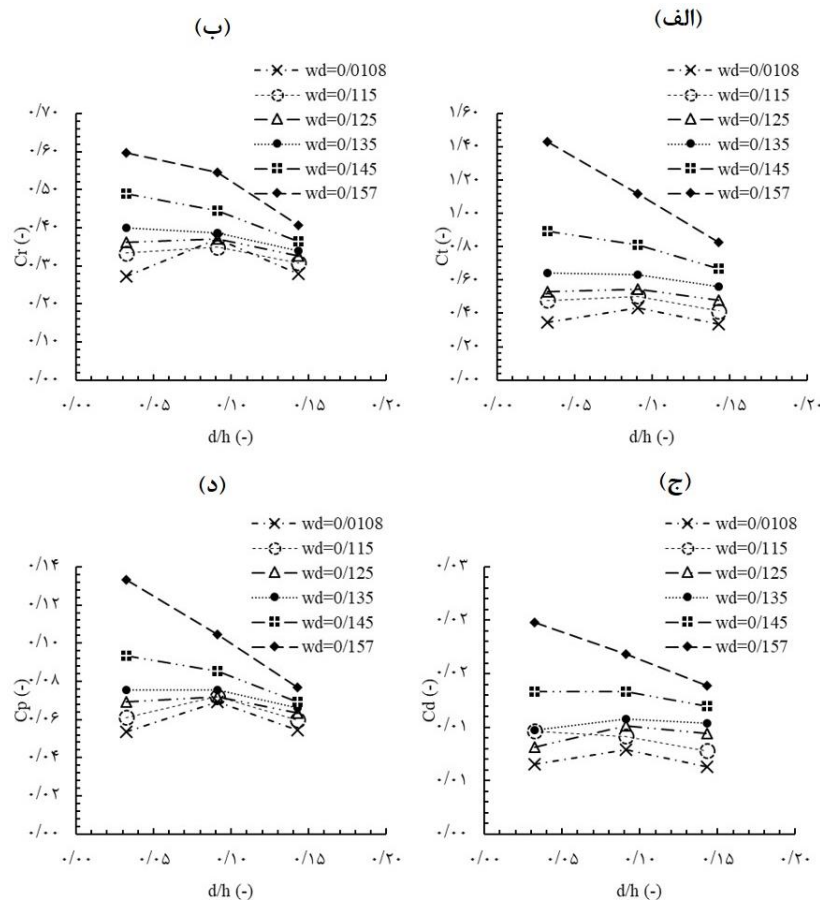 (الف)
wd=0/0108
wd=0/115
wd=0/125
wd=0/135
wd=0/145
wd=0/157
Ct (-)
۱/۶۰
۱/۴۰
۱/۲۰
۱/۰۰
۰/۸۰
۰/۶۰
۰/۴۰
۰/۲۰
۰/۰۰
۰/۰۰ ۰/۰۵ ۰/۱۰ ۰/۱۵ ۰/۲۰
d/h (-)
(ب)
wd=0/0108
wd=0/115
wd=0/125
wd=0/135
wd=0/145
wd=0/157
Cr (-)
۰/۷۰
۰/۶۰
۰/۵۰
۰/۴۰
۰/۳۰
۰/۲۰
۰/۱۰
۰/۰۰
۰/۰۰ ۰/۰۵ ۰/۱۰ ۰/۱۵ ۰/۲۰
d/h (-)
(ج)
wd=0/0108
wd=0/115
wd=0/125
wd=0/135
wd=0/145
wd=0/157
Cd (-)
۰/۰۳
۰/۰۲
۰/۰۲
۰/۰۱
۰/۰۱
۰/۰۰
۰/۰۰ ۰/۰۵ ۰/۱۰ ۰/۱۵ ۰/۲۰
d/h (-)
(د)
wd=0/0108
wd=0/115
wd=0/125
wd=0/135
wd=0/145
wd=0/157
Cp (-)
۰/۱۴
۰/۱۲
۰/۱۰
۰/۰۸
۰/۰۶
۰/۰۴
۰/۰۲
۰/۰۰
۰/۰۰ ۰/۰۵ ۰/۱۰ ۰/۱۵ ۰/۲۰
d/h (-)